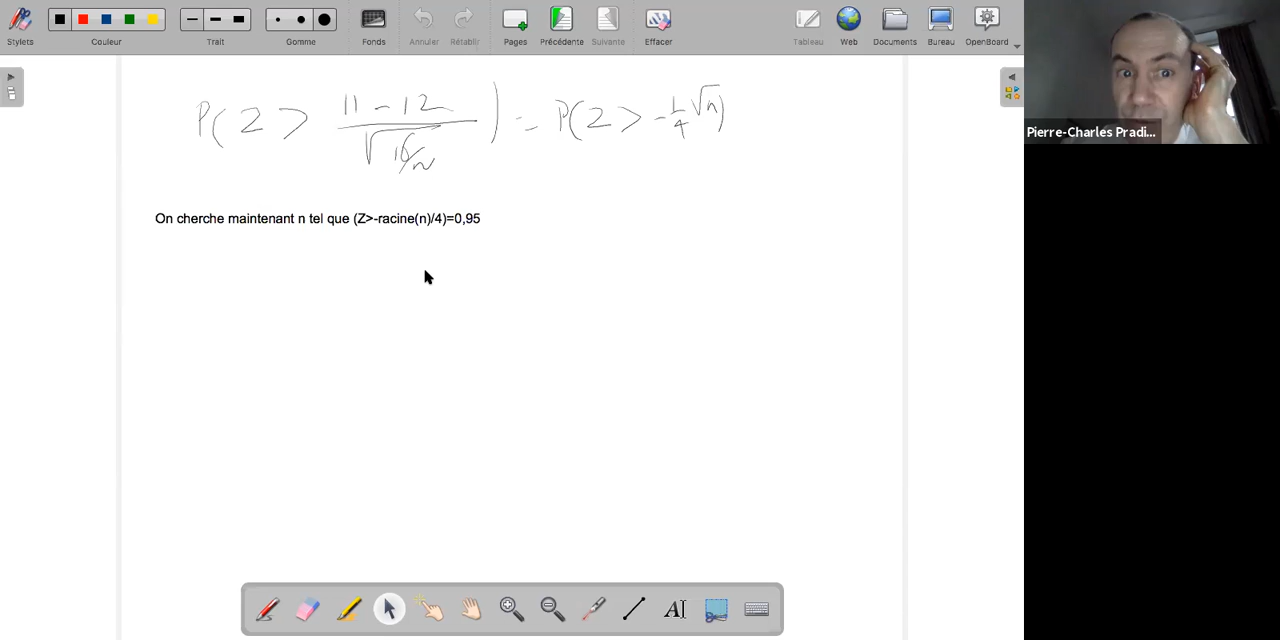 Stylets
Couleur
Trait
Gomme
Fonds
Annuler
Rétablir
Pages
Précédente
Suivante
Effacer
Tableau
Web
Documents
Bureau
OpenBoard
P(Z > 11 - 12 / √16/n) = P(Z > -1/4 √n)
On cherche maintenant n tel que (Z>-racine(n)/4)=0,95
Pierre-Charles Pradi...
A